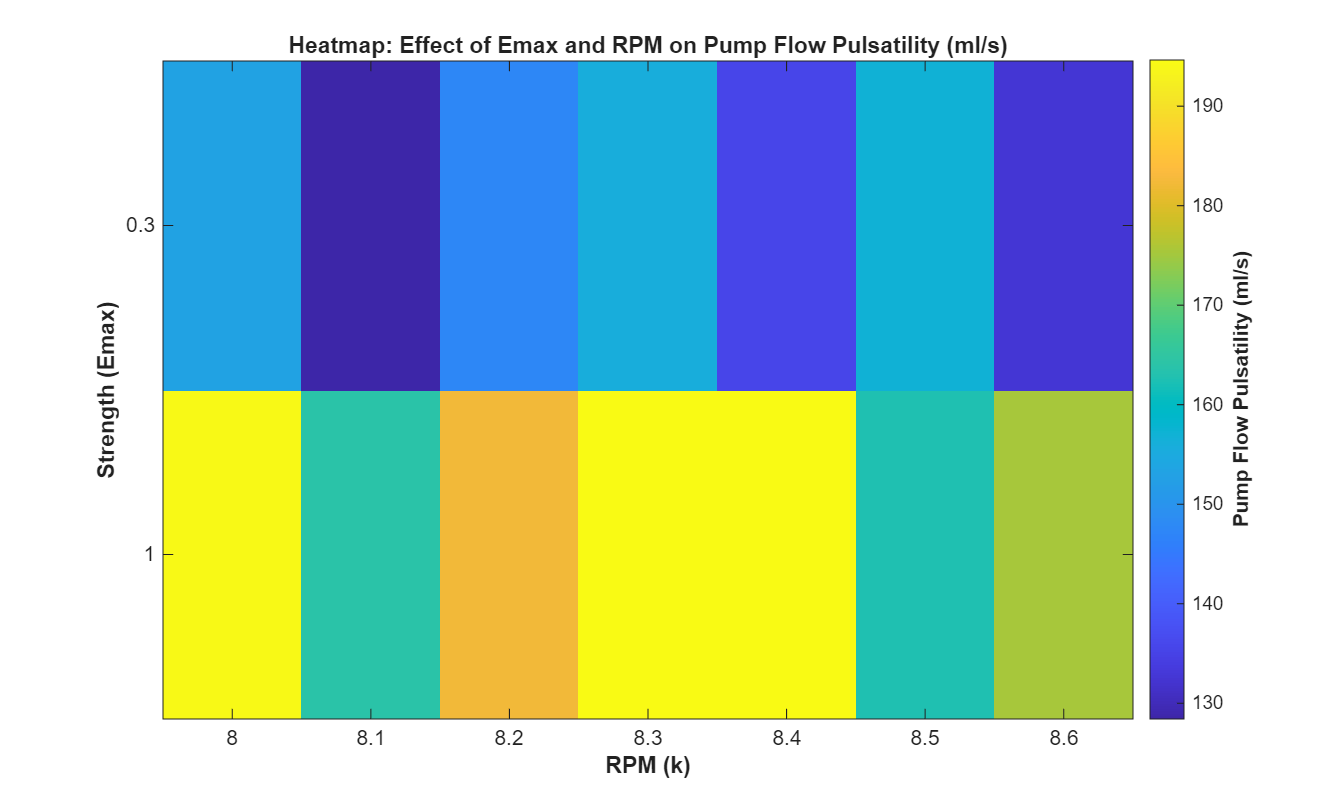 Heatmap: Effect of Emax and RPM on Pump Flow Pulsatility (ml/s)
Strength (Emax)
0.3
1
8 8.1 8.2 8.3 8.4 8.5 8.6
RPM (k)
190
180
170
160
150
140
130
Pump Flow Pulsatility (ml/s)